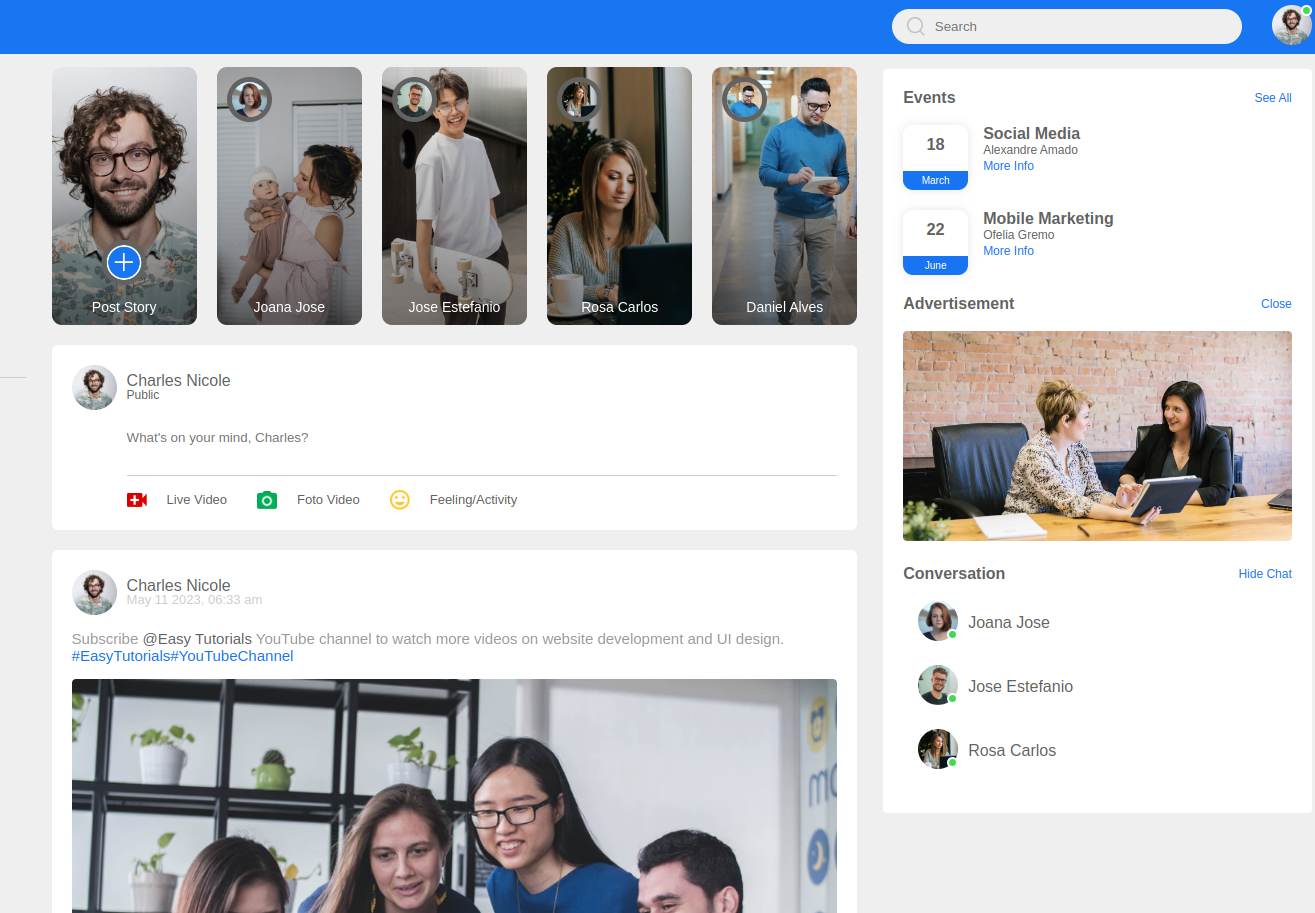 Search
Post Story
Joana Jose
Jose Estefanio
Rosa Carlos
Daniel Alves
Charles Nicole
Public
What's on your mind, Charles?
Live Video
Foto Video
Feeling/Activity
Charles Nicole
May 11 2023, 06:33 am
Subscribe @Easy Tutorials YouTube channel to watch more videos on website development and UI design.
#EasyTutorials#YouTubeChannel
Events
See All
18
March
Social Media
Alexandre Amado
More Info
22
June
Mobile Marketing
Ofelia Gremo
More Info
Advertisement
Close
Conversation
Hide Chat
Joana Jose
Jose Estefanio
Rosa Carlos